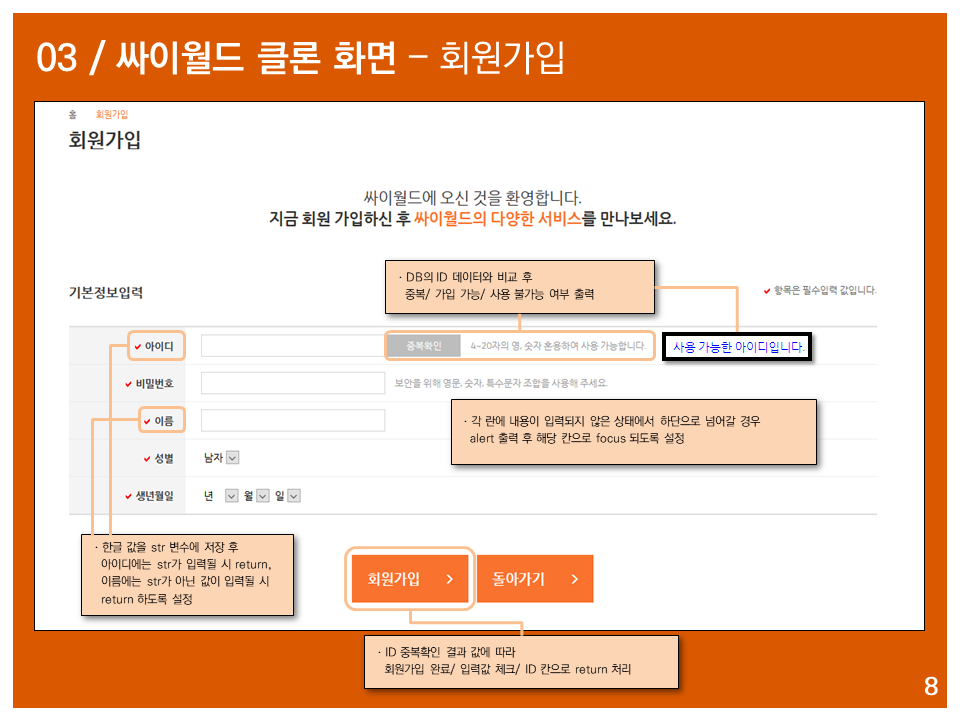 03 / 싸이월드 클론 화면 – 회원가입
홈 회원가입
회원가입
싸이월드에 오신 것을 환영합니다.
지금 회원 가입하신 후 싸이월드의 다양한 서비스를 만나보세요.
· DB의 ID 데이터와 비교 후
중복/ 가입 가능/ 사용 불가능 여부 출력
기본정보입력
✔ 항목은 필수입력 값입니다.
✔ 아이디
중복확인
4~20자의 영, 숫자 혼용하여 사용 가능합니다.
사용 가능한 아이디입니다.
✔ 비밀번호
보안을 위해 영문, 숫자, 특수문자 조합을 사용해 주세요.
✔ 이름
· 각 란에 내용이 입력되지 않은 상태에서 하단으로 넘어갈 경우
alert 출력 후 해당 칸으로 focus 되도록 설정
✔ 성별
남자
✔ 생년월일
년 월 일
· 한글 값을 str 변수에 저장 후
아이디에는 str가 입력될 시 return,
이름에는 str가 아닌 값이 입력될 시
return 하도록 설정
회원가입 >
돌아가기 >
· ID 중복확인 결과 값에 따라
회원가입 완료/ 입력값 체크/ ID 칸으로 return 처리
8